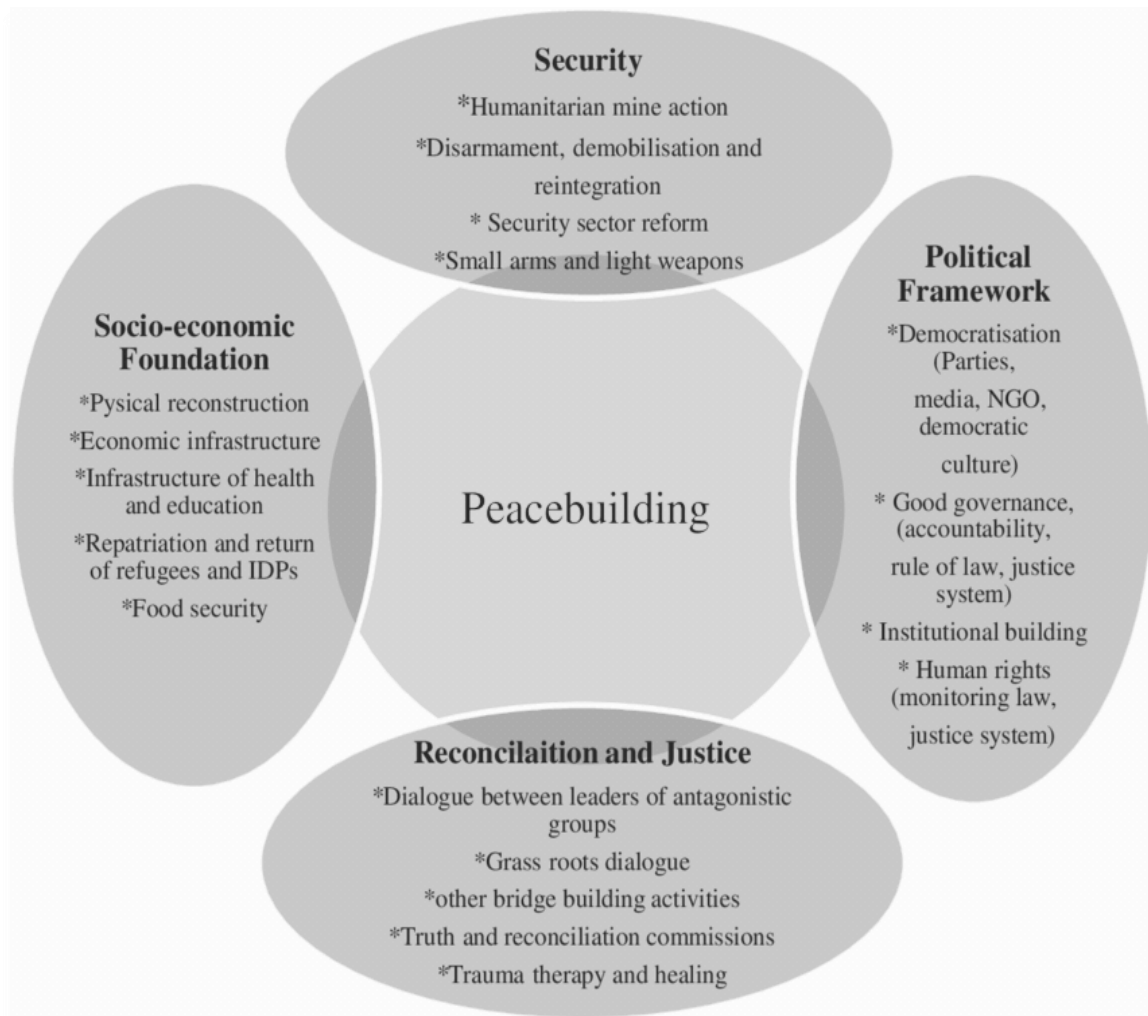 Security
*Humanitarian mine action
*Disarmament, demobilisation and
reintegration
* Security sector reform
*Small arms and light weapons
Socio-economic
Foundation
*Pysical reconstruction
*Economic infrastructure
*Infrastructure of health
and education
*Repatriation and return
of refugees and IDPs
*Food security
Peacebuilding
Political
Framework
*Democratisation
(Parties,
media, NGO,
democratic
culture)
* Good governance,
(accountability,
rule of law, justice
system)
* Institutional building
* Human rights
(monitoring law,
justice system)
Reconcilaition and Justice
*Dialogue between leaders of antagonistic
groups
*Grass roots dialogue
*other bridge building activities
*Truth and reconciliation commissions
*Trauma therapy and healing